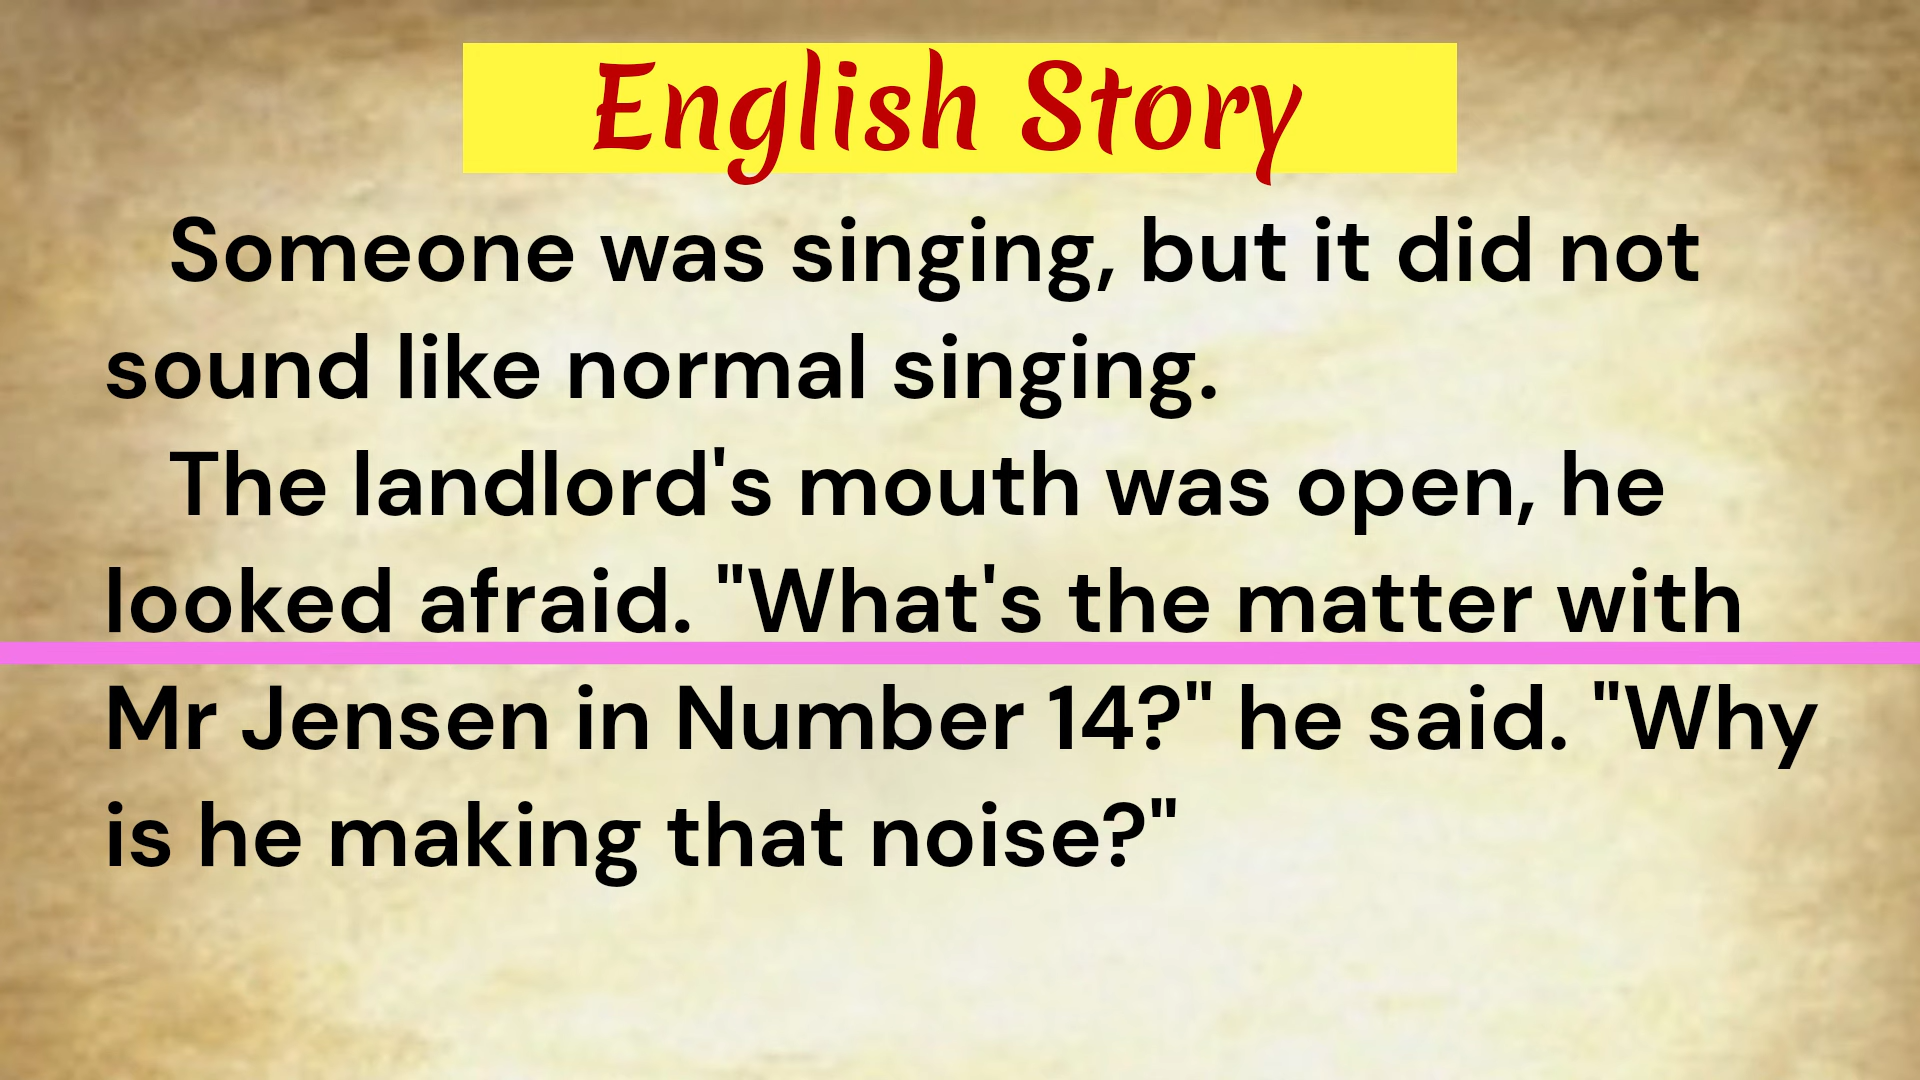 English Story
Someone was singing, but it did not
sound like normal singing.
The landlord's mouth was open, he
looked afraid. "What's the matter with
Mr Jensen in Number 14?" he said. "Why
is he making that noise?"